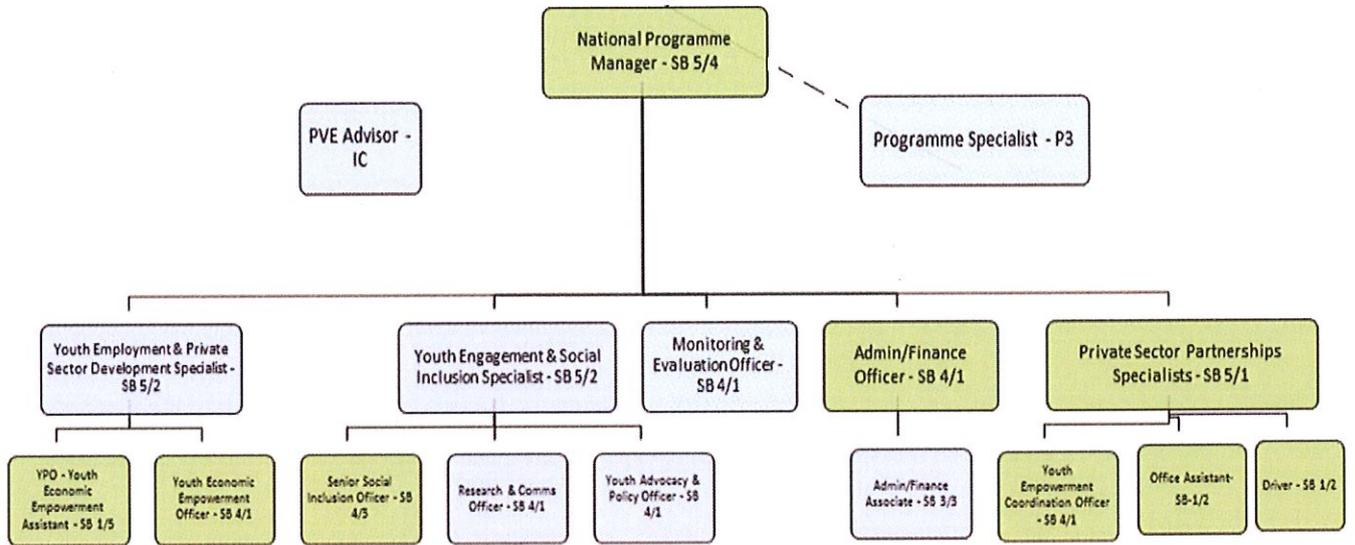 National Programme
Manager - SB 5/4
PVE Advisor -
IC
Programme Specialist - P3
Youth Employment & Private
Sector Development Specialist -
SB 5/2
Youth Engagement & Social
Inclusion Specialist - SB 5/2
Monitoring &
Evaluation Officer -
SB 4/1
Admin/Finance
Officer - SB 4/1
Private Sector Partnerships
Specialists - SB 5/1
YPO - Youth
Economic
Empowerment
Assistant - SB 1/5
Youth Economic
Empowerment
Officer - SB 4/1
Senior Social
Inclusion Officer - SB
4/3
Research & Comms
Officer - SB 4/1
Youth Advocacy &
Policy Officer - SB
4/1
Admin/Finance
Associate - SB 3/3
Youth
Empowerment
Coordination Officer
- SB 4/1
Office Assistant-
SB-1/2
Driver - SB 1/2